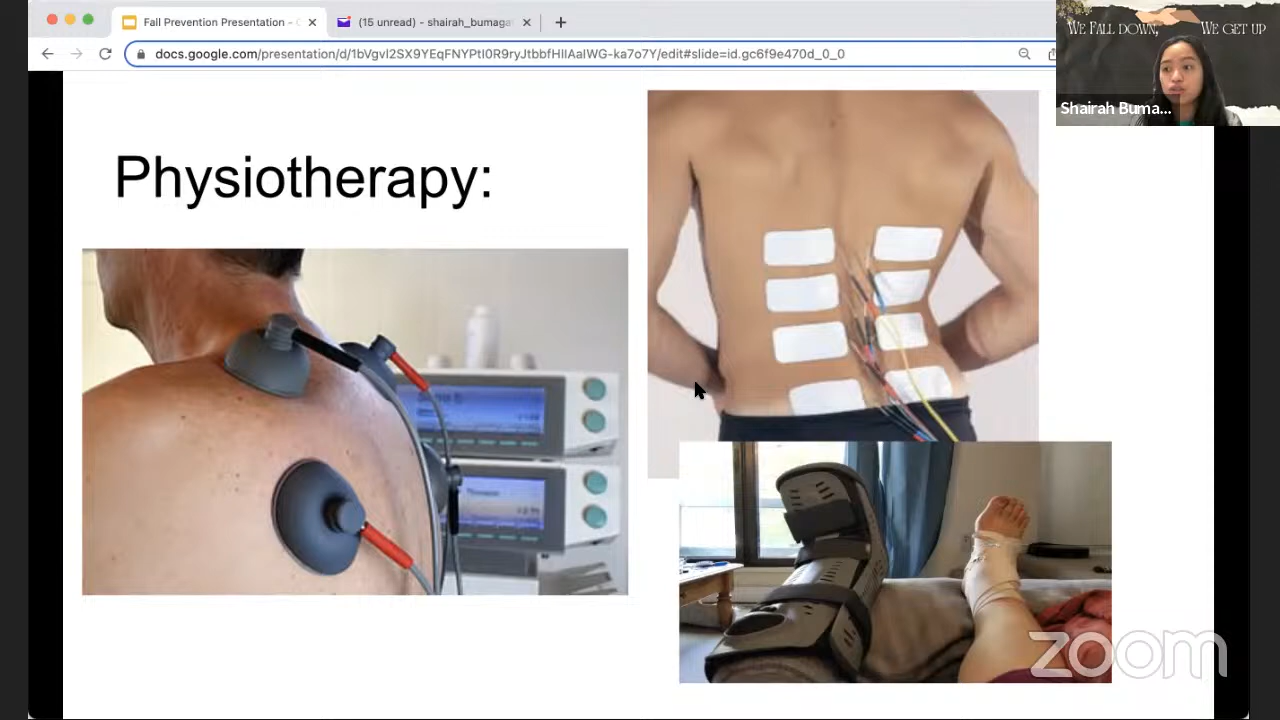 Fall Prevention Presentation – G
(15 unread) - shairah_bumaga
docs.google.com/presentation/d/1bVgvl2SX9YEqFNYPtI0R9ryJtbbfHIIAaIWG-ka7o7Y/edit#slide=id.gc6f9e470d_0_0
WE FALL DOWN, WE GET UP
Shairah Buma...
Physiotherapy:
zoom